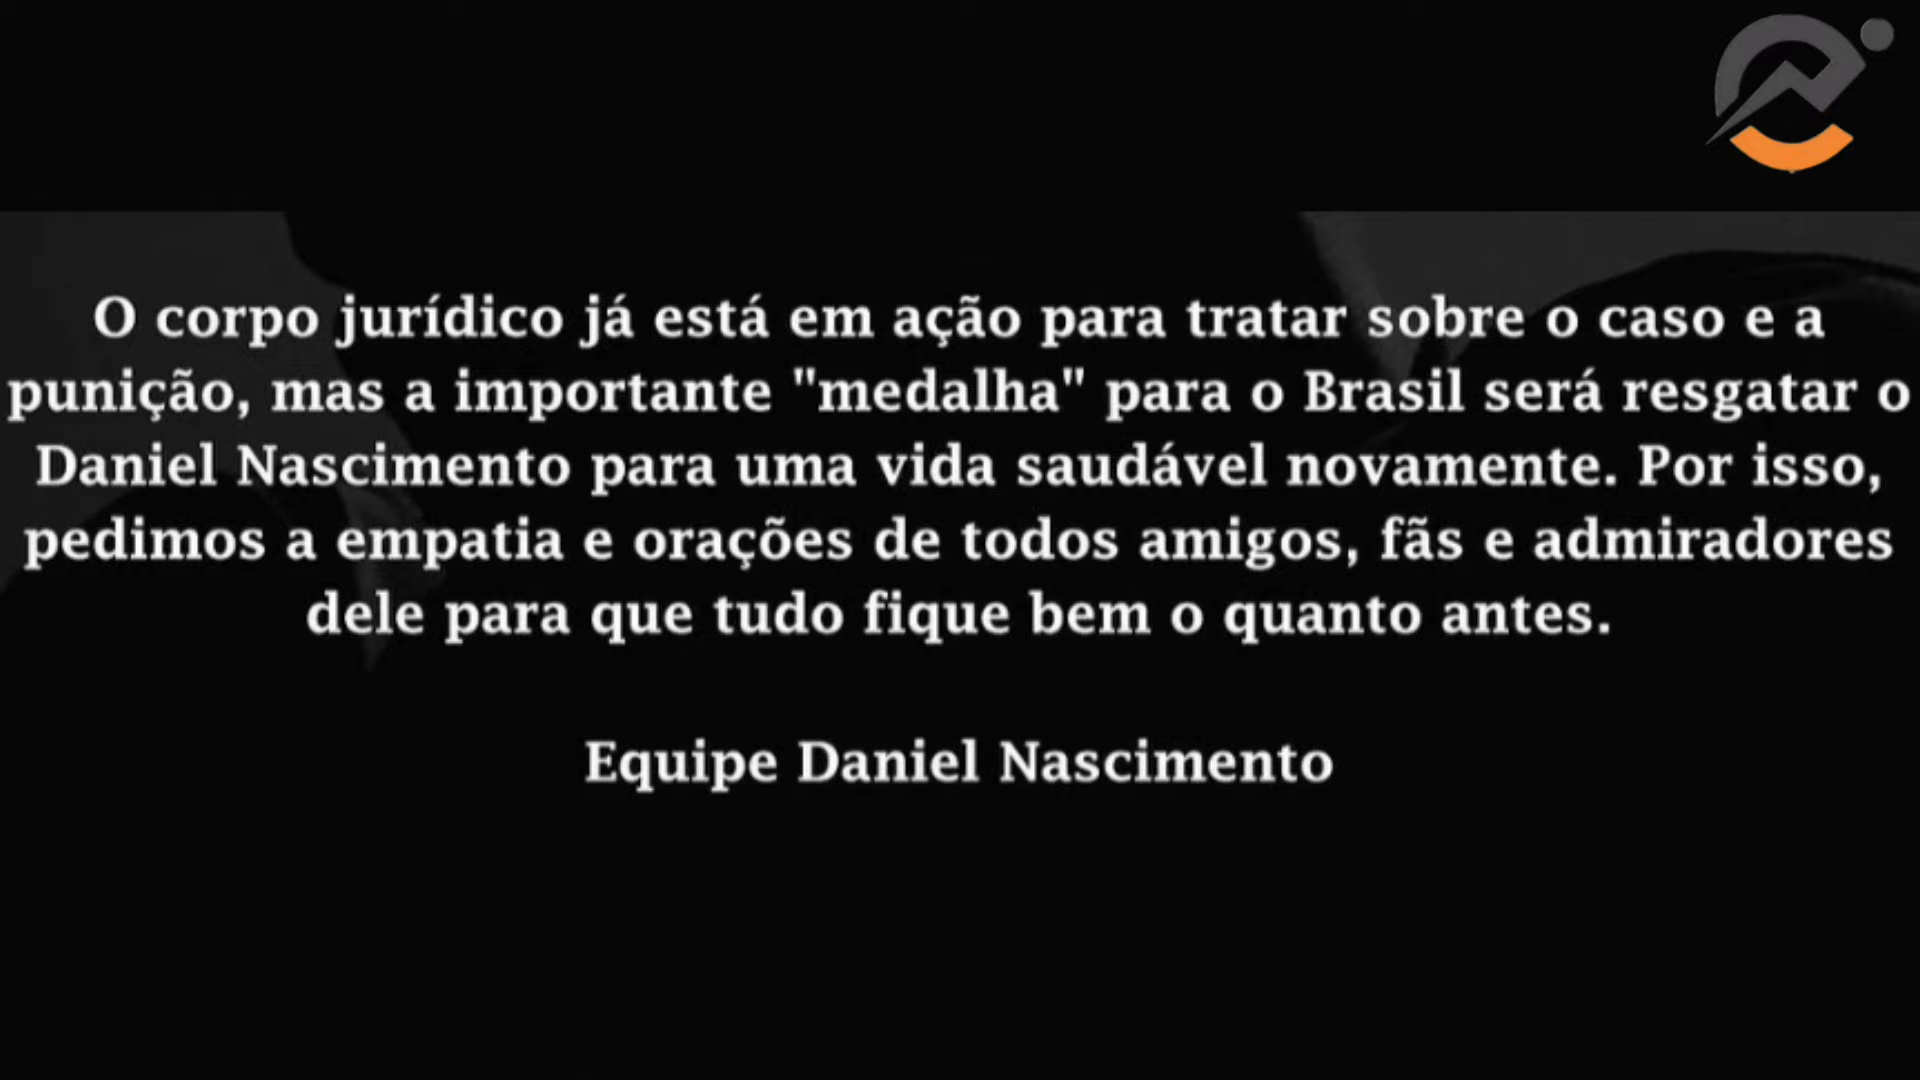 O corpo jurídico já está em ação para tratar sobre o caso e a
punição, mas a importante "medalha" para o Brasil será resgatar o
Daniel Nascimento para uma vida saudável novamente. Por isso,
pedimos a empatia e orações de todos amigos, fãs e admiradores
dele para que tudo fique bem o quanto antes.
Equipe Daniel Nascimento